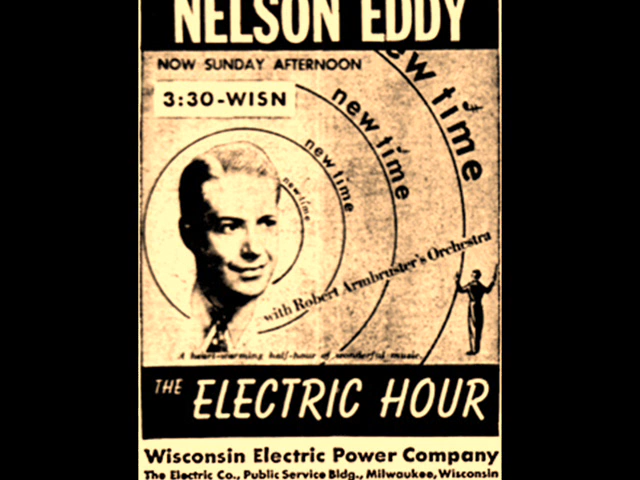 NELSON EDDY
NOW SUNDAY AFTERNOON
3:30-WISN
new time
new time
new time
new time
with Robert Armbruster's Orchestra
A heart-warming half-hour of wonderful music.
THE ELECTRIC HOUR
Wisconsin Electric Power Company
The Electric Co., Public Service Bldg., Milwaukee, Wisconsin